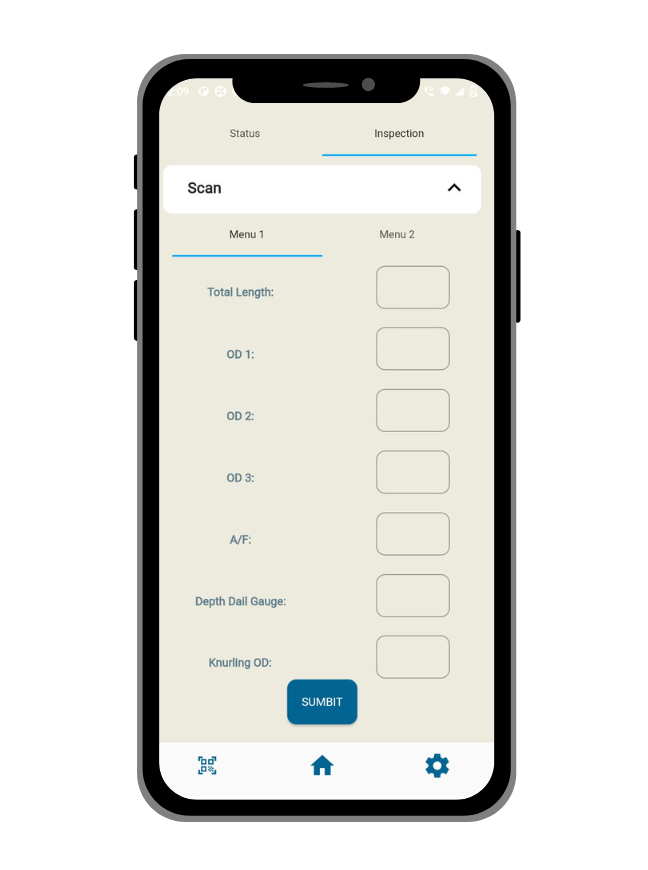 Status Inspection
Scan
Menu 1 Menu 2
Total Length:
OD 1:
OD 2:
OD 3:
A/F:
Depth Dail Gauge:
Knurling OD:
SUMBIT